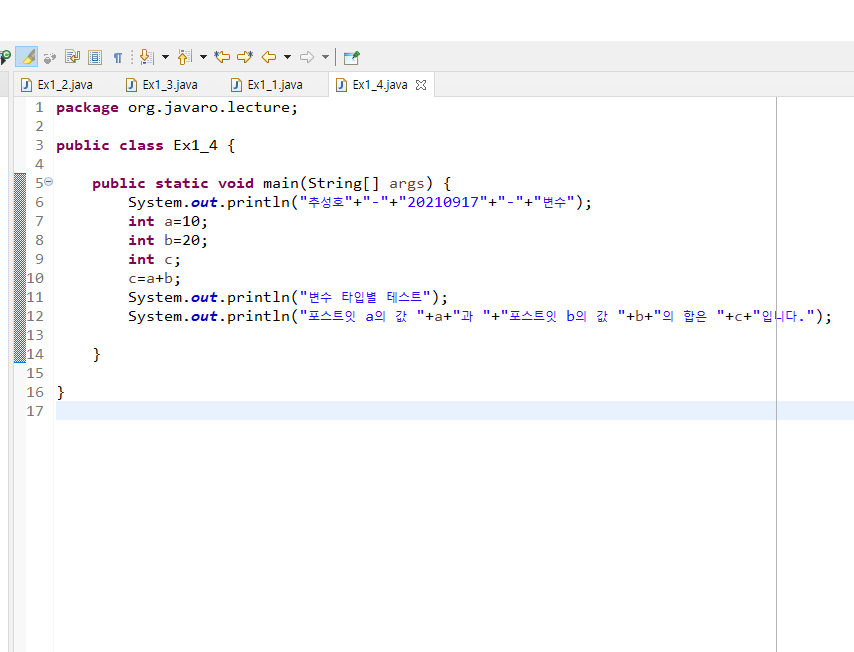 Ex1_2.java Ex1_3.java Ex1_1.java Ex1_4.java
1 package org.javaro.lecture;
2
3 public class Ex1_4 {
4
5 public static void main(String[] args) {
6 System.out.println("추성호"+"-"+"20210917"+"-"+"변수");
7 int a=10;
8 int b=20;
9 int c;
10 c=a+b;
11 System.out.println("변수 타입별 테스트");
12 System.out.println("포스트잇 a의 값 "+a+"과 "+"포스트잇 b의 값 "+b+"의 합은 "+c+"입니다.");
13
14 }
15
16 }
17